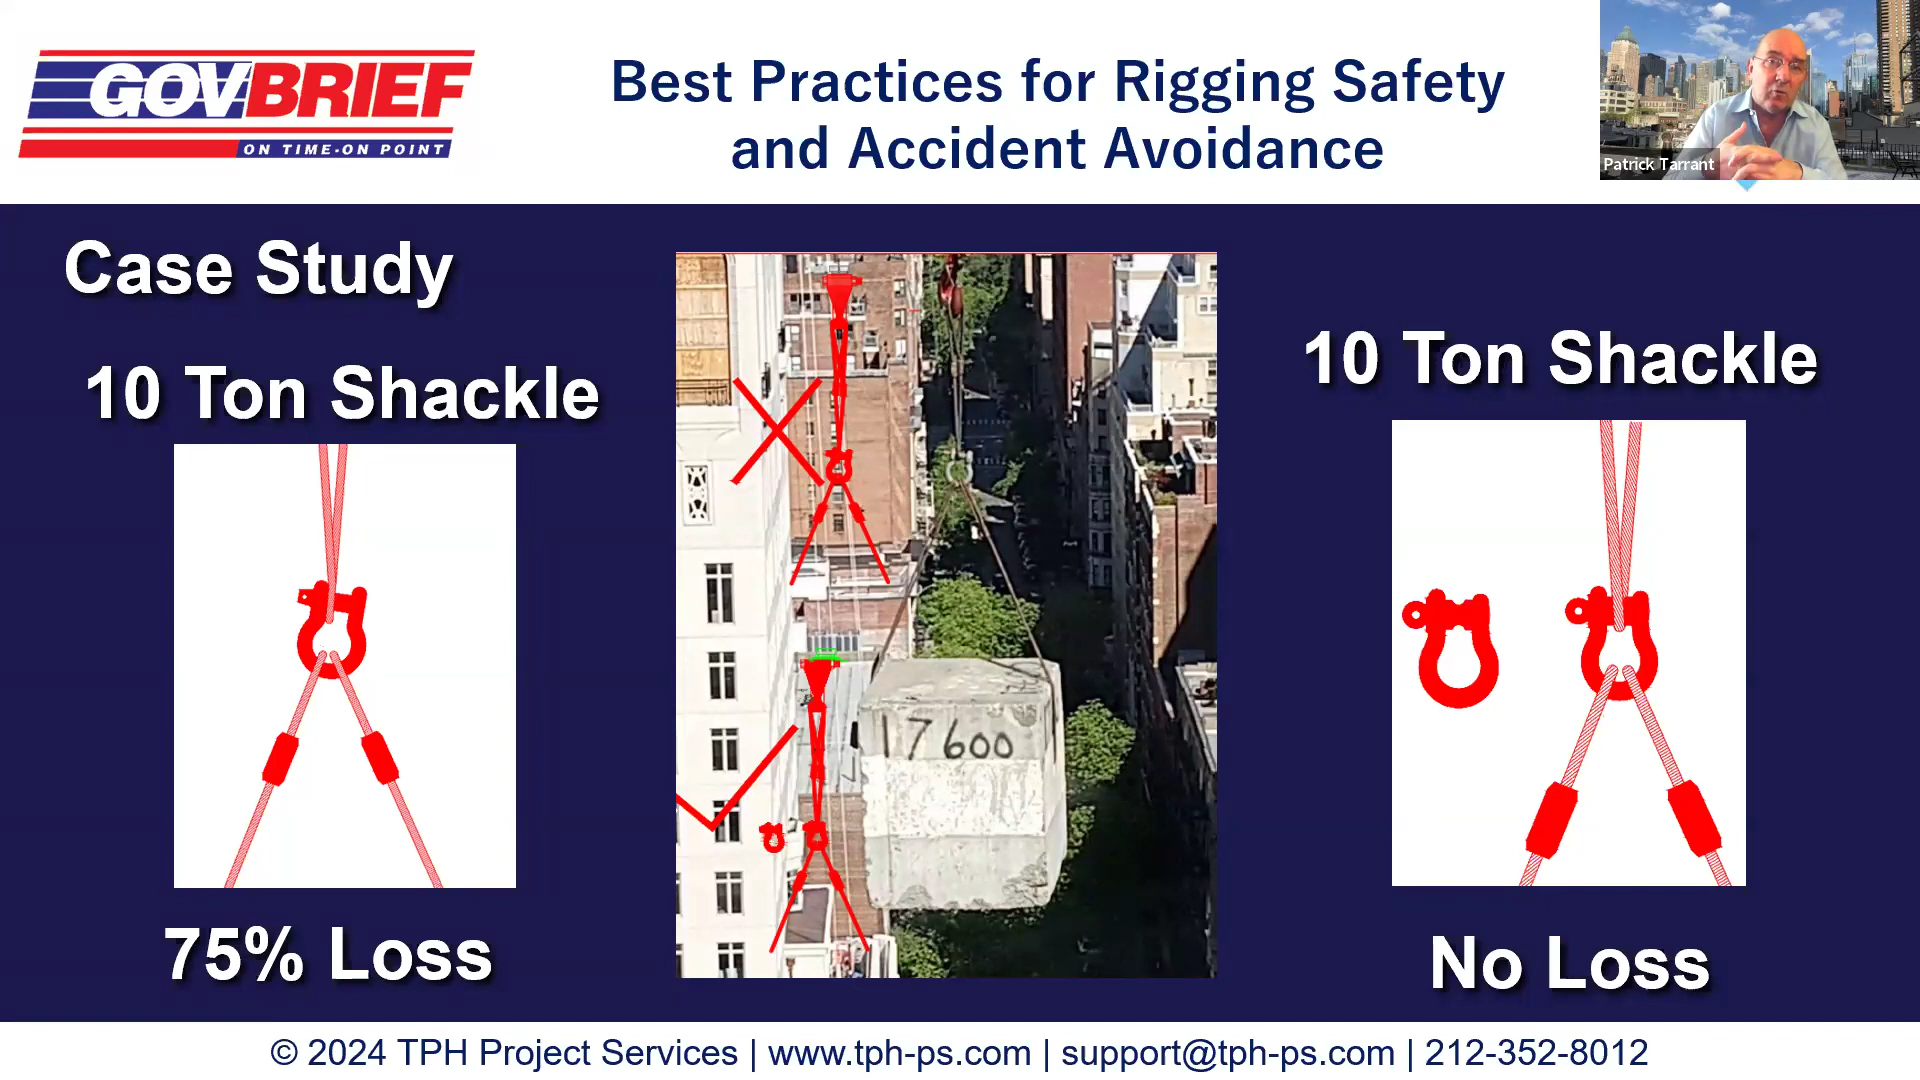 GOVBRIEF
ON TIME-ON POINT
Best Practices for Rigging Safety
and Accident Avoidance
Patrick Tarrant
Case Study
10 Ton Shackle
75% Loss
17600
10 Ton Shackle
No Loss
© 2024 TPH Project Services | www.tph-ps.com | support@tph-ps.com | 212-352-8012